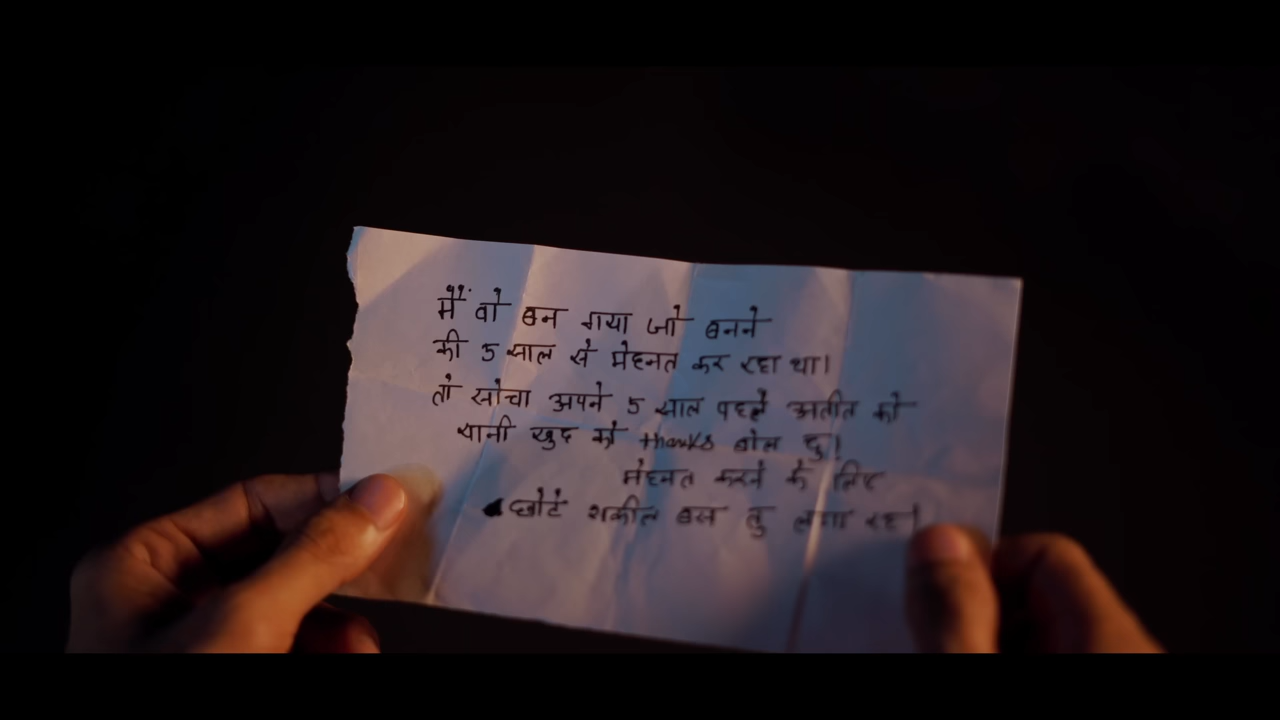 मैं वो बन गया जो बनने
की 5 साल से मेहनत कर रहा था।
तो सोचा अपने 5 साल पहले अतीत को
यानी खुद को thanks बोल दु।
मेहनत करने के लिए
छोटे शकील बस तु लगा रह।